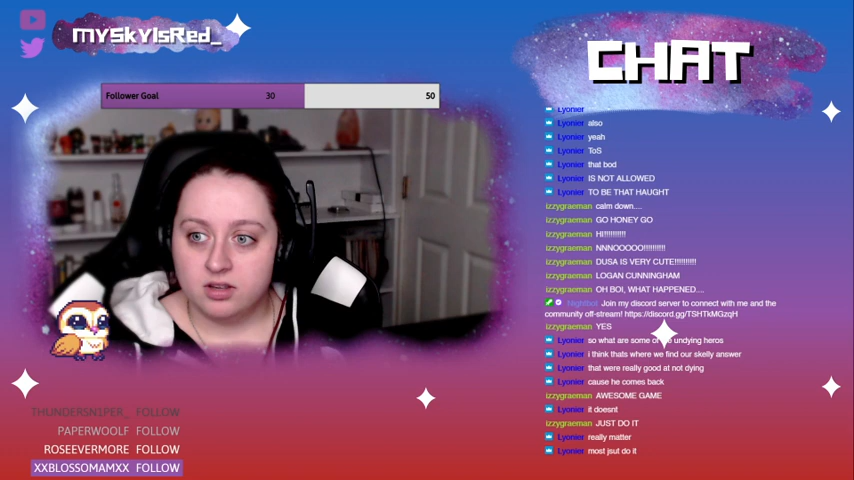 MYSKYISRED_
Follower Goal 30 50
CHAT
Lyonier
Lyonier also
Lyonier yeah
Lyonier ToS
Lyonier that bod
Lyonier IS NOT ALLOWED
Lyonier TO BE THAT HAUGHT
izzygraeman calm down....
izzygraeman GO HONEY GO
izzygraeman HI!!!!!!!!!!
izzygraeman NNNOOOOO!!!!!!!!!!
izzygraeman DUSA IS VERY CUTE!!!!!!!!!!
izzygraeman LOGAN CUNNINGHAM
izzygraeman OH BOI, WHAT HAPPENED....
Nightbot Join my discord server to connect with me and the
community off-stream! https://discord.gg/TSHTkMGzqH
izzygraeman YES
Lyonier so what are some of undying heros
Lyonier i think thats where we find our skelly answer
Lyonier that were really good at not dying
Lyonier cause he comes back
izzygraeman AWESOME GAME
Lyonier it doesnt
izzygraeman JUST DO IT
Lyonier really matter
Lyonier most jsut do it
THUNDERSN1PER_ FOLLOW
PAPERWOOLF FOLLOW
ROSEEVERMORE FOLLOW
XXBLOSSOMAMXX FOLLOW